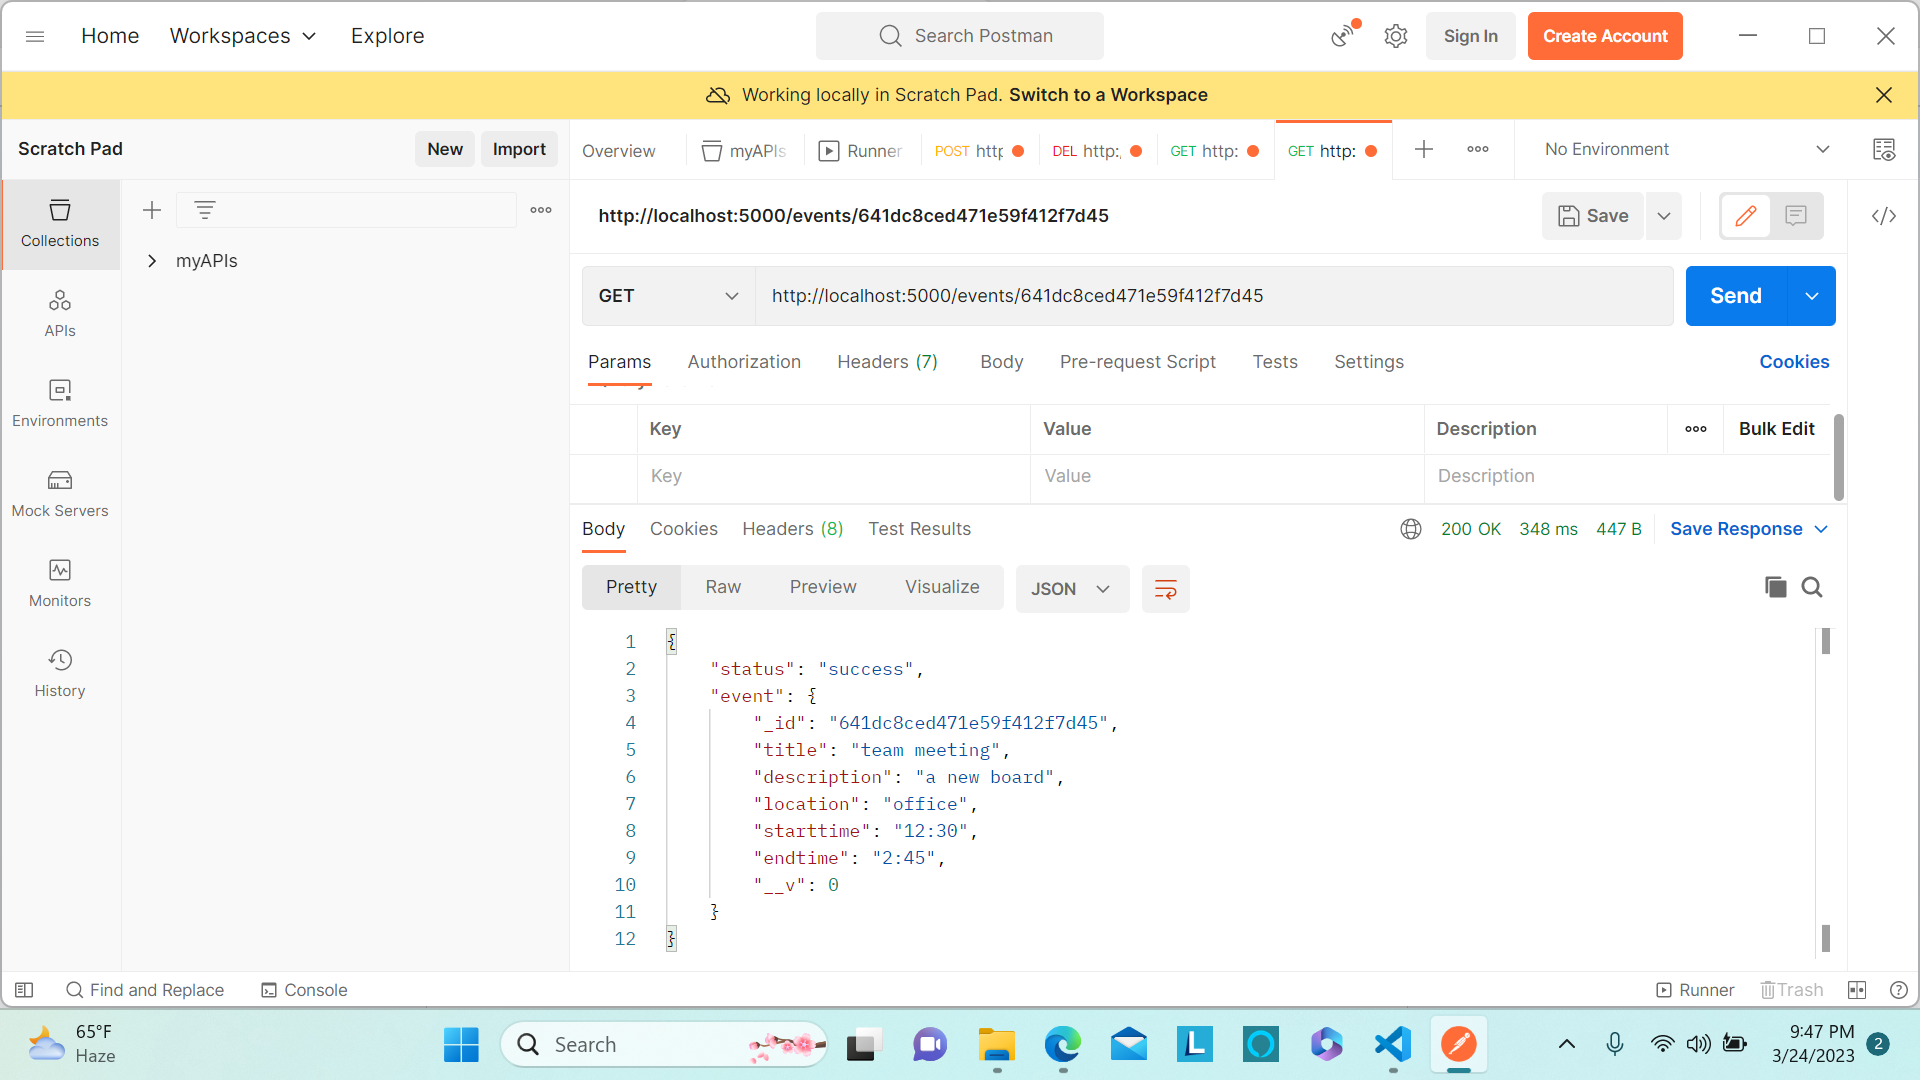 Home Workspaces Explore Search Postman Sign In Create Account
Working locally in Scratch Pad. Switch to a Workspace
Scratch Pad New Import Overview myAPIs Runner POST http DEL http: GET http: GET http: No Environment
http://localhost:5000/events/641dc8ced471e59f412f7d45 Save
Collections
myAPIs
APIs
Environments
Mock Servers
Monitors
History
GET http://localhost:5000/events/641dc8ced471e59f412f7d45 Send
Params Authorization Headers (7) Body Pre-request Script Tests Settings Cookies
Key Value Description Bulk Edit
Key Value Description
Body Cookies Headers (8) Test Results 200 OK 348 ms 447 B Save Response
Pretty Raw Preview Visualize JSON
1 {
2 "status": "success",
3 "event": {
4 "_id": "641dc8ced471e59f412f7d45",
5 "title": "team meeting",
6 "description": "a new board",
7 "location": "office",
8 "starttime": "12:30",
9 "endtime": "2:45",
10 "__v": 0
11 }
12 }
Find and Replace Console Runner Trash
65°F
Haze
Search
L
9:47 PM
3/24/2023
2